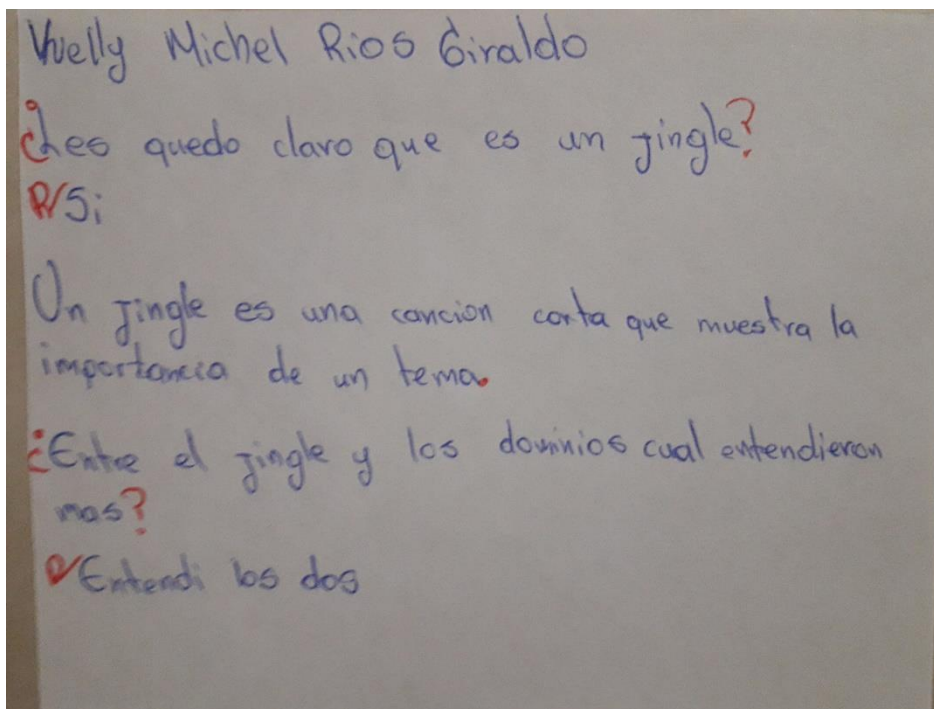 Vuelly Michel Rios Giraldo
¿Les quedo claro que es un jingle?
R/Si
Un jingle es una cancion corta que muestra la
importancia de un tema.
¿Entre el jingle y los dominios cual entendieron
mas?
R/Entendi los dos